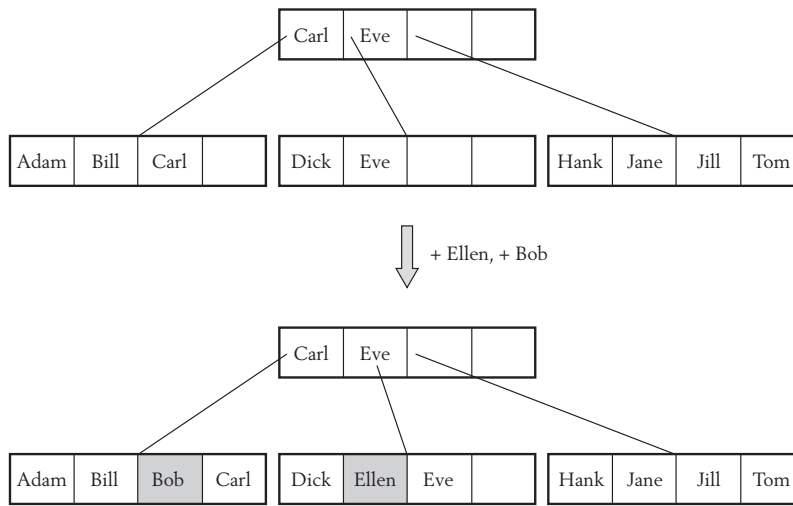 Carl Eve
Adam Bill Carl Dick Eve Hank Jane Jill Tom
+ Ellen, + Bob
Carl Eve
Adam Bill Bob Carl Dick Ellen Eve Hank Jane Jill Tom